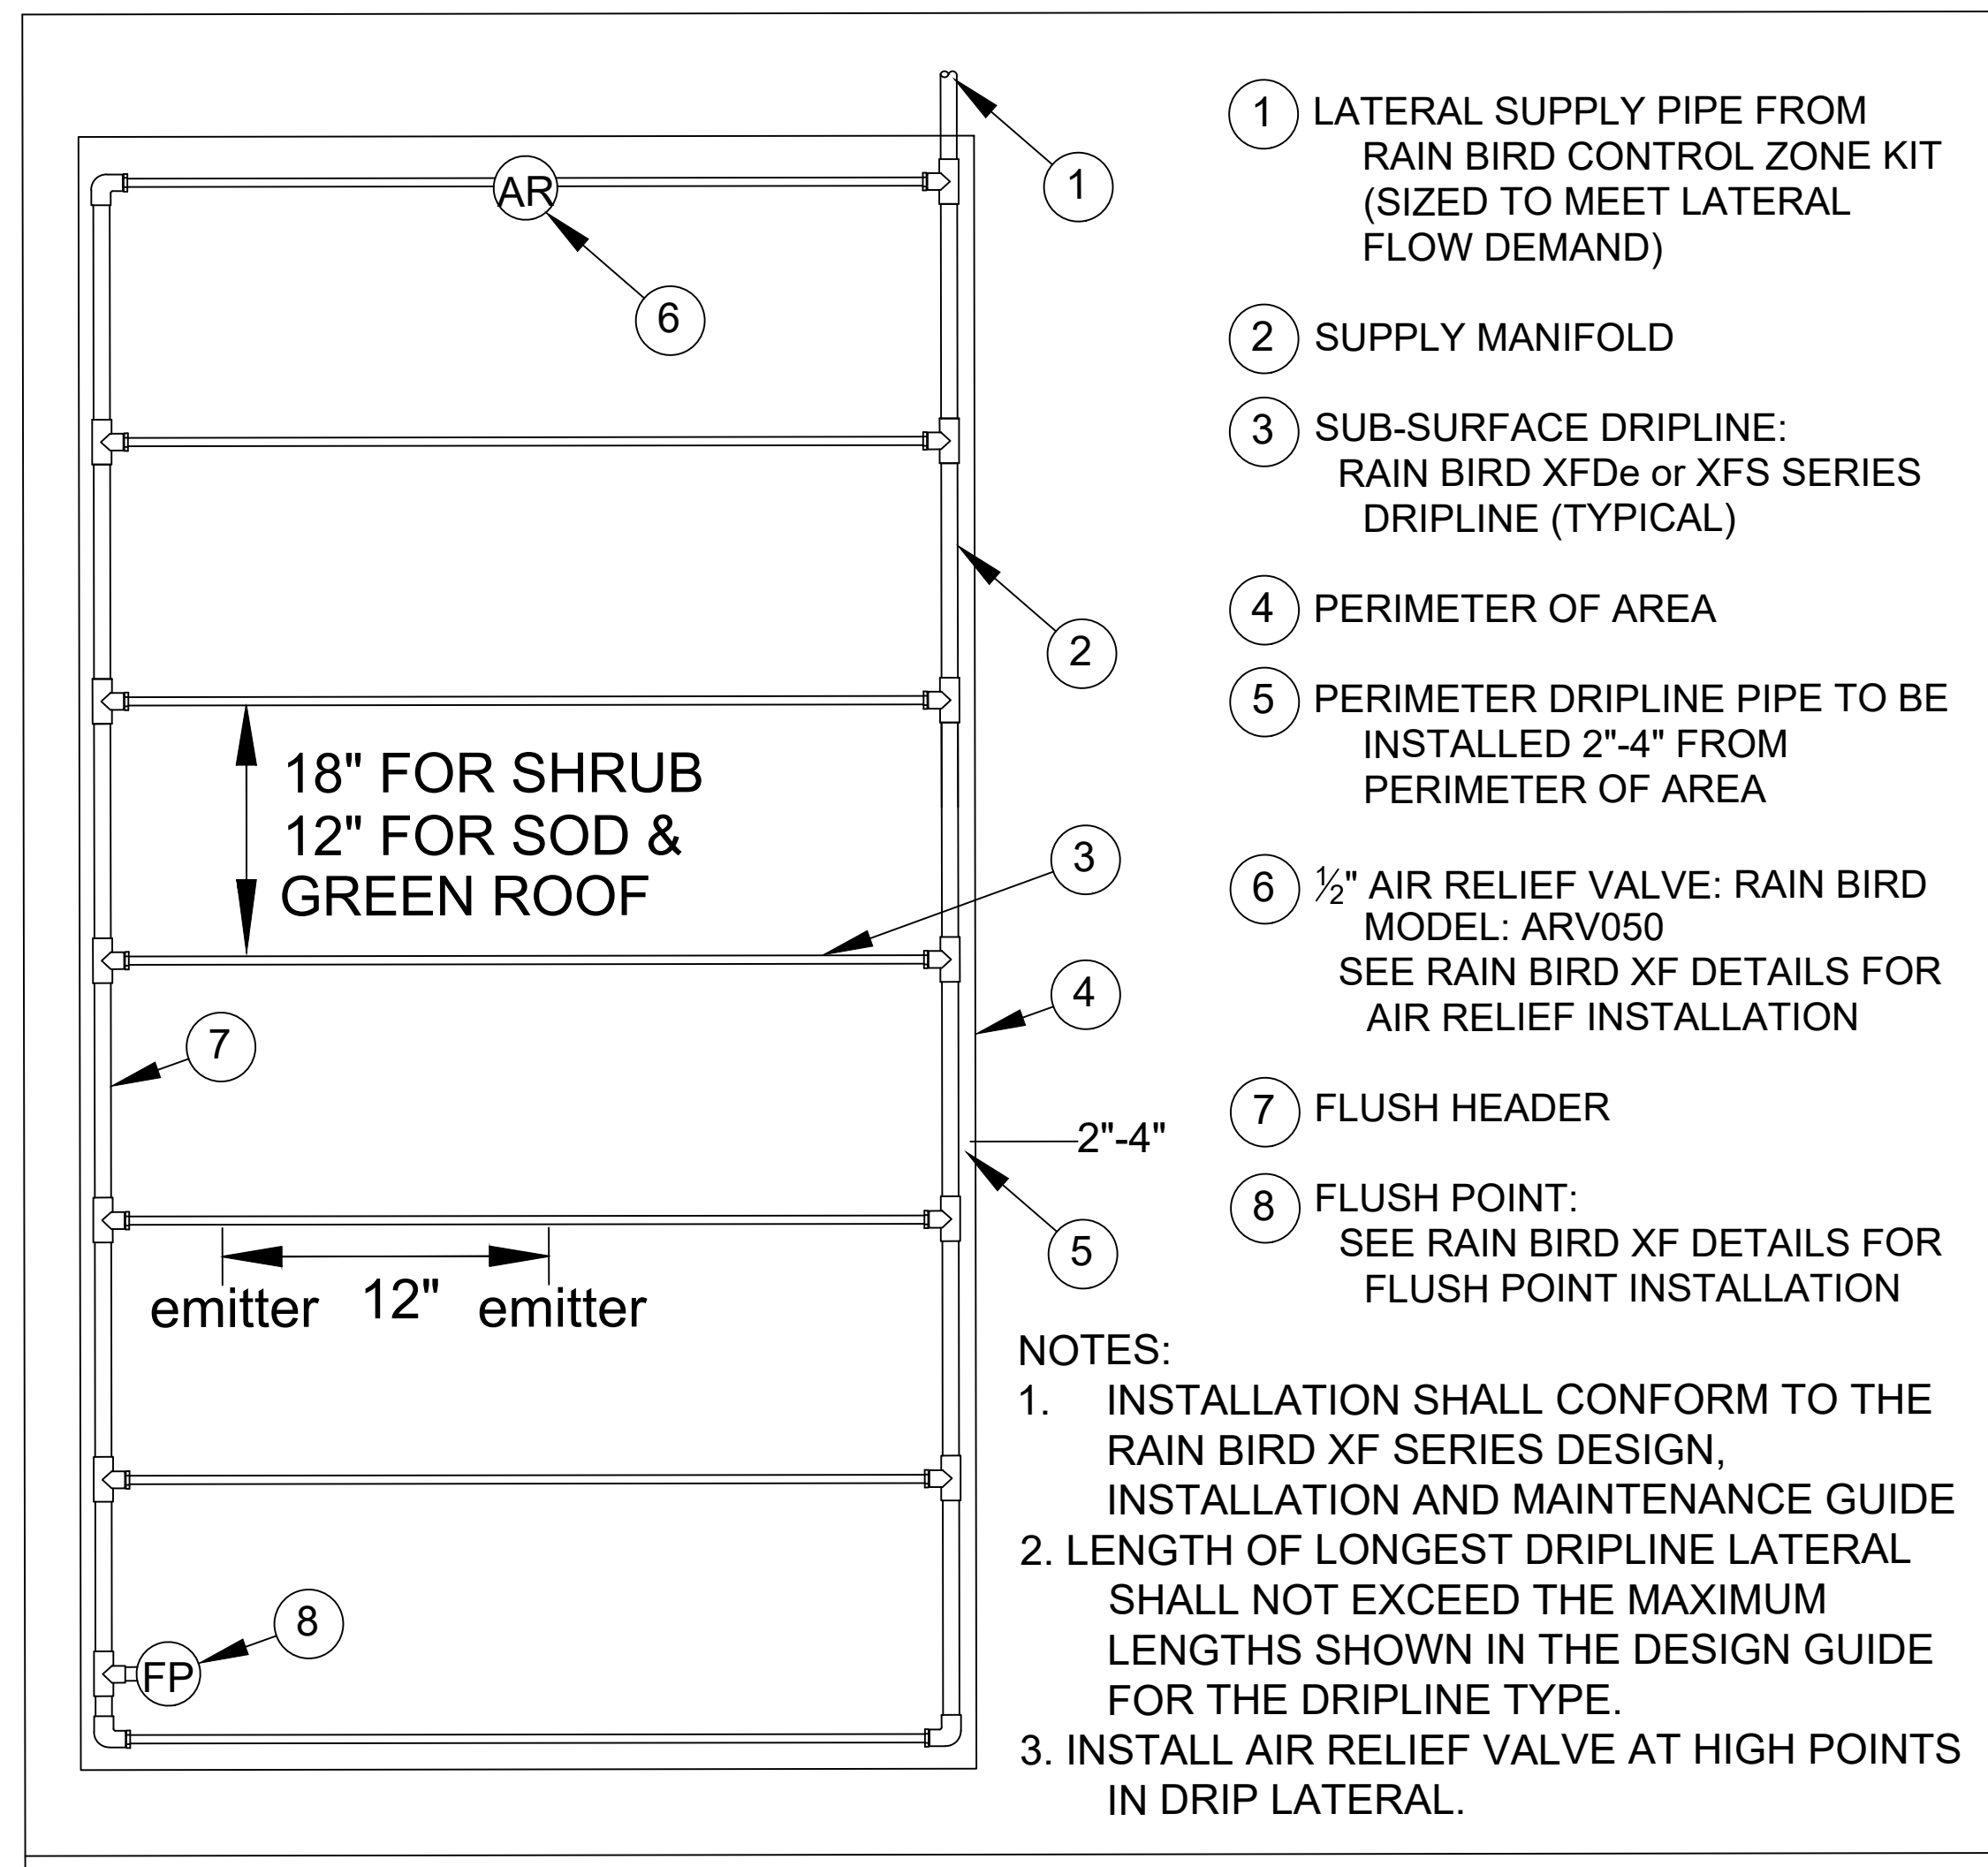 AR
1
6
2
18" FOR SHRUB
12" FOR SOD &
GREEN ROOF
3
4
7
2"-4"
5
emitter 12" emitter
8
FP
1 LATERAL SUPPLY PIPE FROM
RAIN BIRD CONTROL ZONE KIT
(SIZED TO MEET LATERAL
FLOW DEMAND)
2 SUPPLY MANIFOLD
3 SUB-SURFACE DRIPLINE:
RAIN BIRD XFDe or XFS SERIES
DRIPLINE (TYPICAL)
4 PERIMETER OF AREA
5 PERIMETER DRIPLINE PIPE TO BE
INSTALLED 2"-4" FROM
PERIMETER OF AREA
6 ½" AIR RELIEF VALVE: RAIN BIRD
MODEL: ARV050
SEE RAIN BIRD XF DETAILS FOR
AIR RELIEF INSTALLATION
7 FLUSH HEADER
8 FLUSH POINT:
SEE RAIN BIRD XF DETAILS FOR
FLUSH POINT INSTALLATION
NOTES:
1. INSTALLATION SHALL CONFORM TO THE
RAIN BIRD XF SERIES DESIGN,
INSTALLATION AND MAINTENANCE GUIDE
2. LENGTH OF LONGEST DRIPLINE LATERAL
SHALL NOT EXCEED THE MAXIMUM
LENGTHS SHOWN IN THE DESIGN GUIDE
FOR THE DRIPLINE TYPE.
3. INSTALL AIR RELIEF VALVE AT HIGH POINTS
IN DRIP LATERAL.